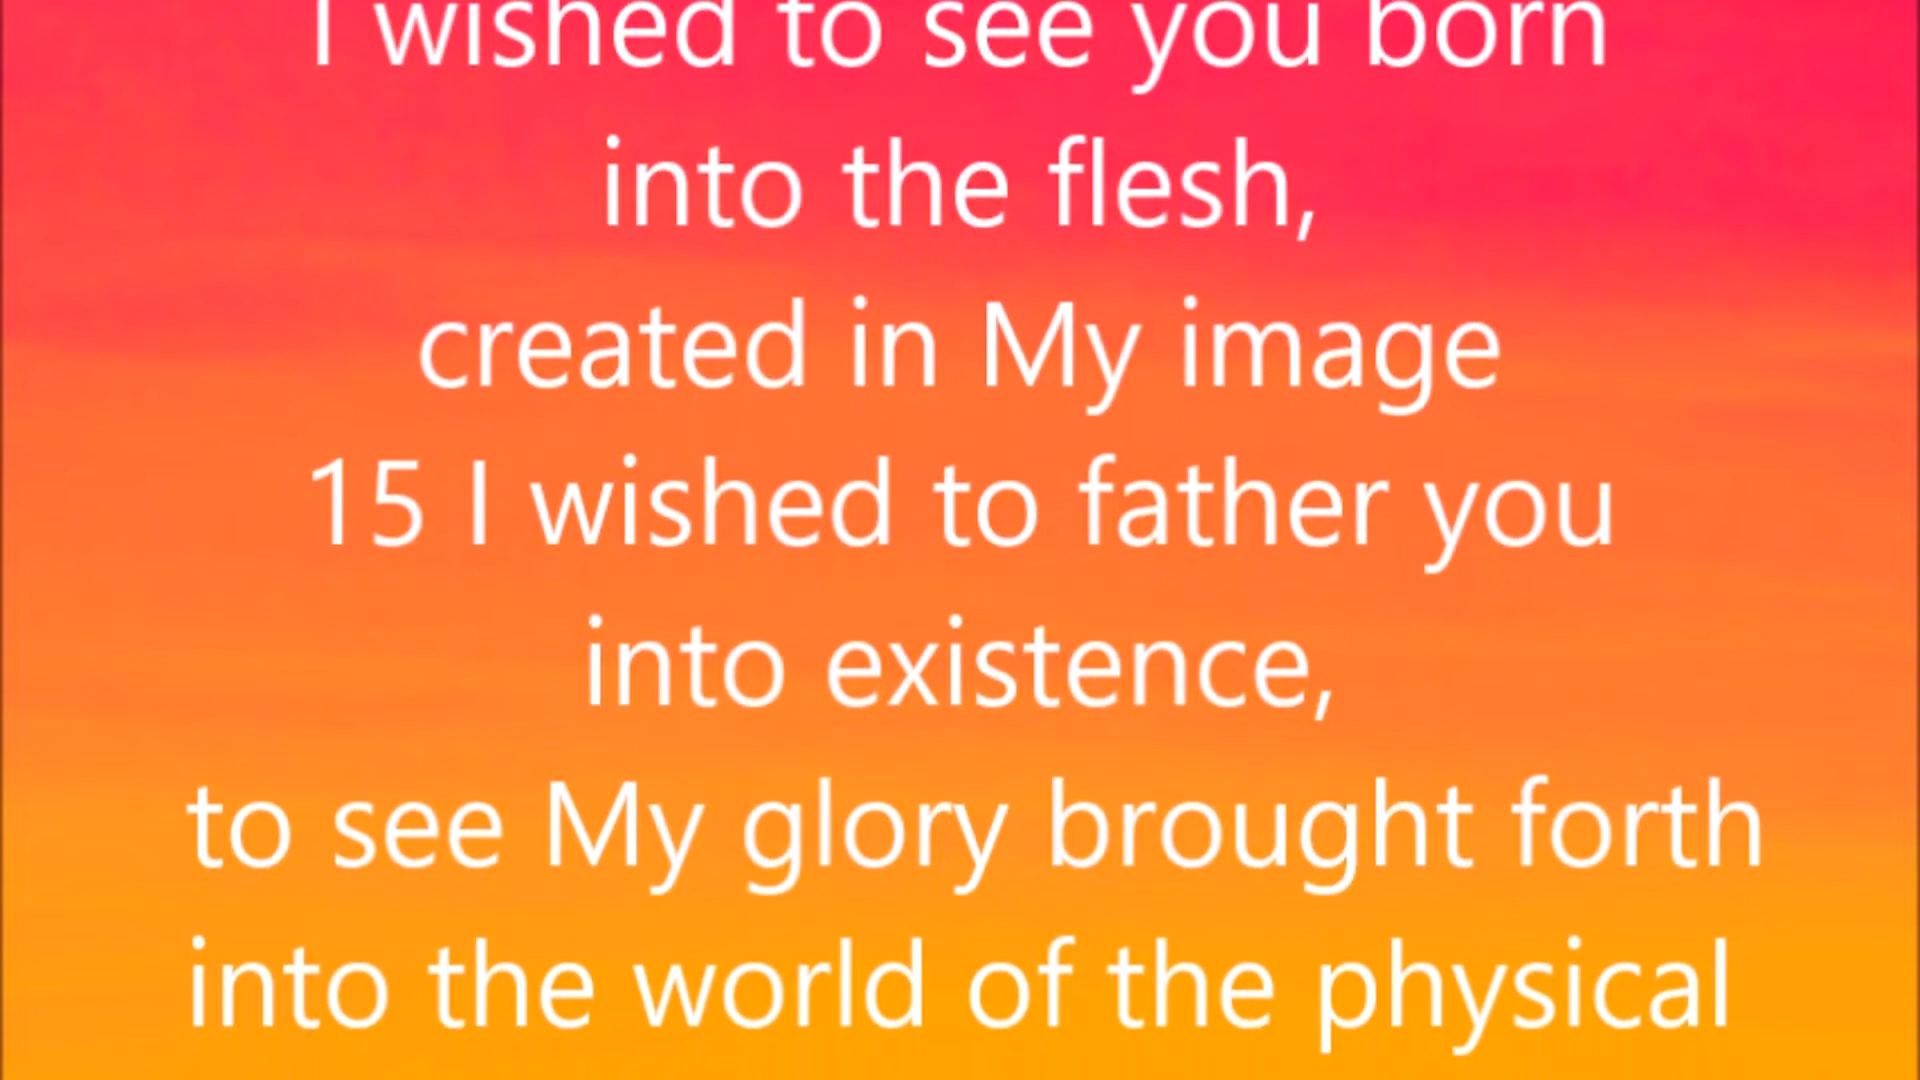 I wished to see you born
into the flesh,
created in My image
15 I wished to father you
into existence,
to see My glory brought forth
into the world of the physical